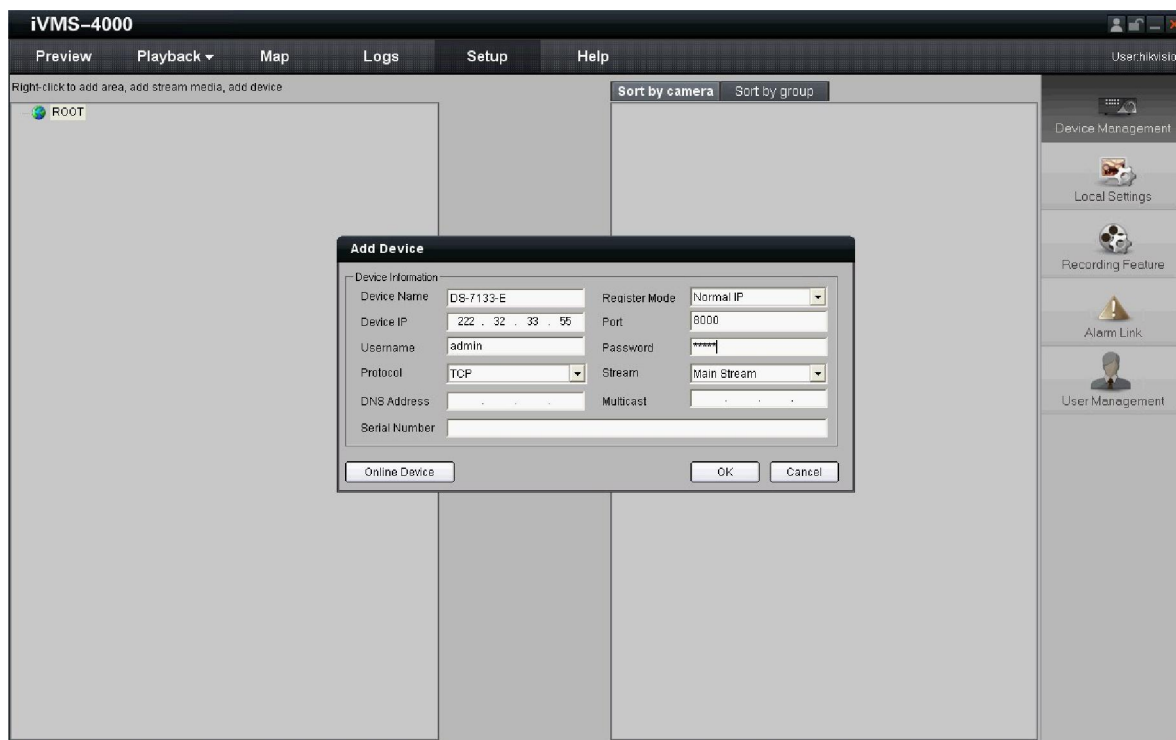 iVMS-4000
Preview Playback Map Logs Setup Help User:hikvisio
Right-click to add area, add stream media, add device
Sort by camera Sort by group
ROOT
Device Management
Local Settings
Recording Feature
Alarm Link
User Management
Add Device
Device Information
Device Name DS-7133-E Register Mode Normal IP
Device IP 222 . 32 . 33 . 55 Port 8000
Username admin Password *****
Protocol TCP Stream Main Stream
DNS Address . . . Multicast . . .
Serial Number
Online Device OK Cancel